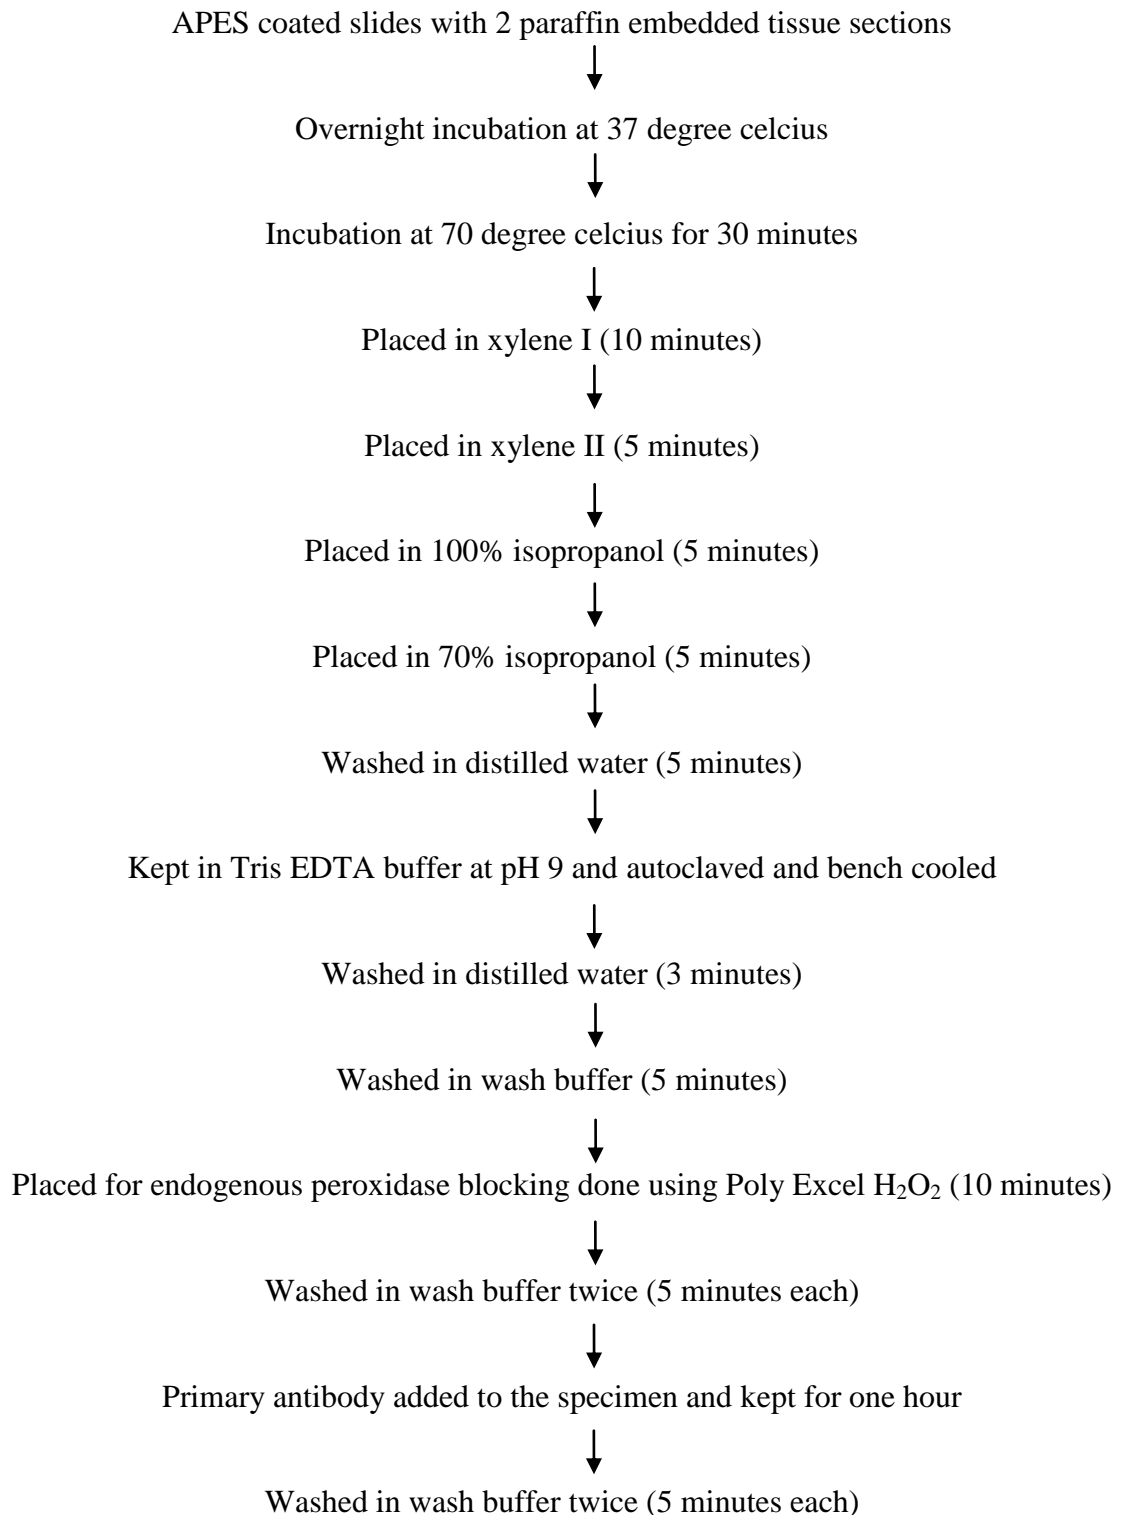 APES coated slides with 2 paraffin embedded tissue sections
Overnight incubation at 37 degree celcius
Incubation at 70 degree celcius for 30 minutes
Placed in xylene I (10 minutes)
Placed in xylene II (5 minutes)
Placed in 100% isopropanol (5 minutes)
Placed in 70% isopropanol (5 minutes)
Washed in distilled water (5 minutes)
Kept in Tris EDTA buffer at pH 9 and autoclaved and bench cooled
Washed in distilled water (3 minutes)
Washed in wash buffer (5 minutes)
Placed for endogenous peroxidase blocking done using Poly Excel H₂O₂ (10 minutes)
Washed in wash buffer twice (5 minutes each)
Primary antibody added to the specimen and kept for one hour
Washed in wash buffer twice (5 minutes each)